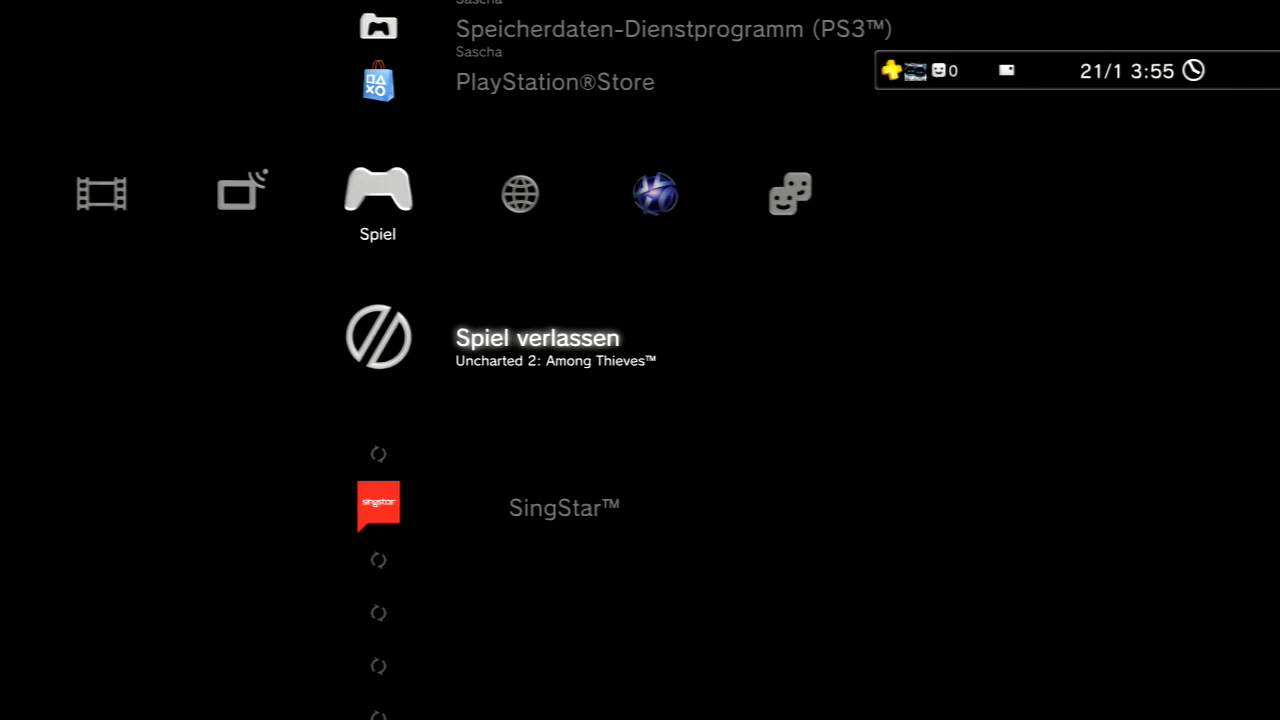 Sascha
Speicherdaten-Dienstprogramm (PS3™)
Sascha
PlayStation®Store
0
21/1 3:55
Spiel
Spiel verlassen
Uncharted 2: Among Thieves™
singstar
SingStar™